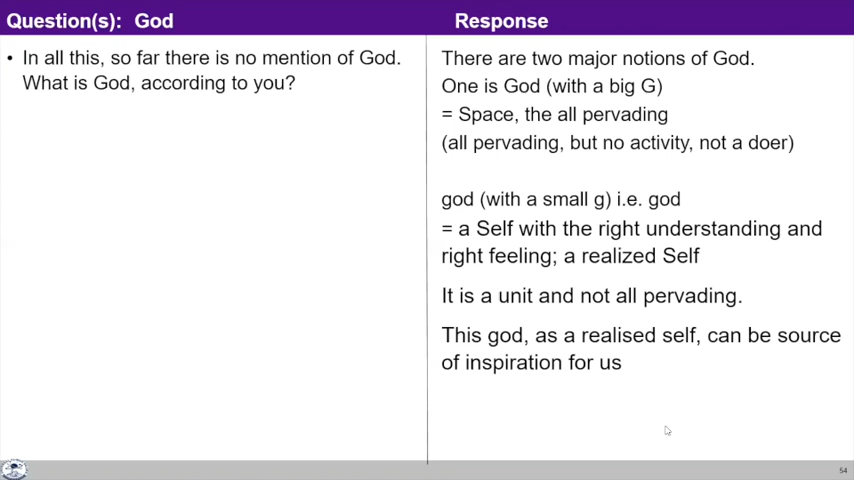 Question(s): God
Response
• In all this, so far there is no mention of God.
What is God, according to you?
There are two major notions of God.
One is God (with a big G)
= Space, the all pervading
(all pervading, but no activity, not a doer)
god (with a small g) i.e. god
= a Self with the right understanding and
right feeling; a realized Self
It is a unit and not all pervading.
This god, as a realised self, can be source
of inspiration for us
54